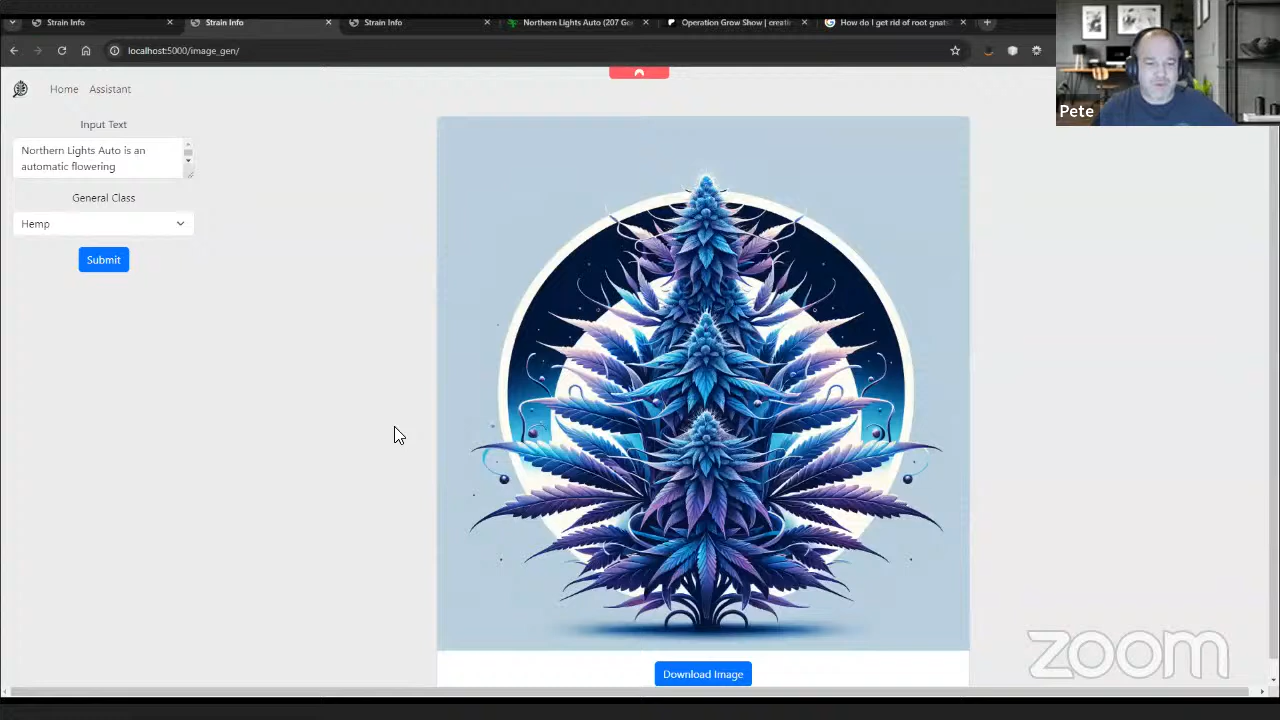 Strain Info
Strain Info
Strain Info
Northern Lights Auto (207 Ge
Operation Grow Show | creati
How do I get rid of root gnat
localhost:5000/image_gen/
Pete
Home
Assistant
Input Text
Northern Lights Auto is an
automatic flowering
General Class
Hemp
Submit
Download Image
zoom